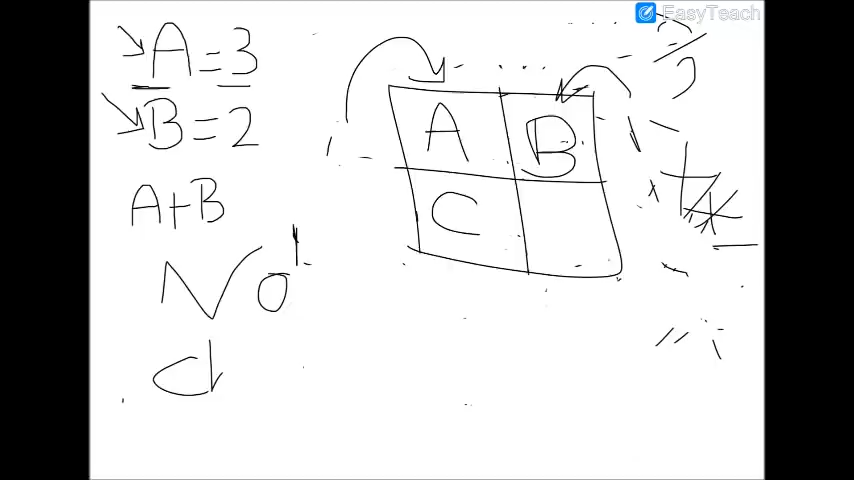 EasyTeach
A=3
B=2
A+B
No
d
A B
C